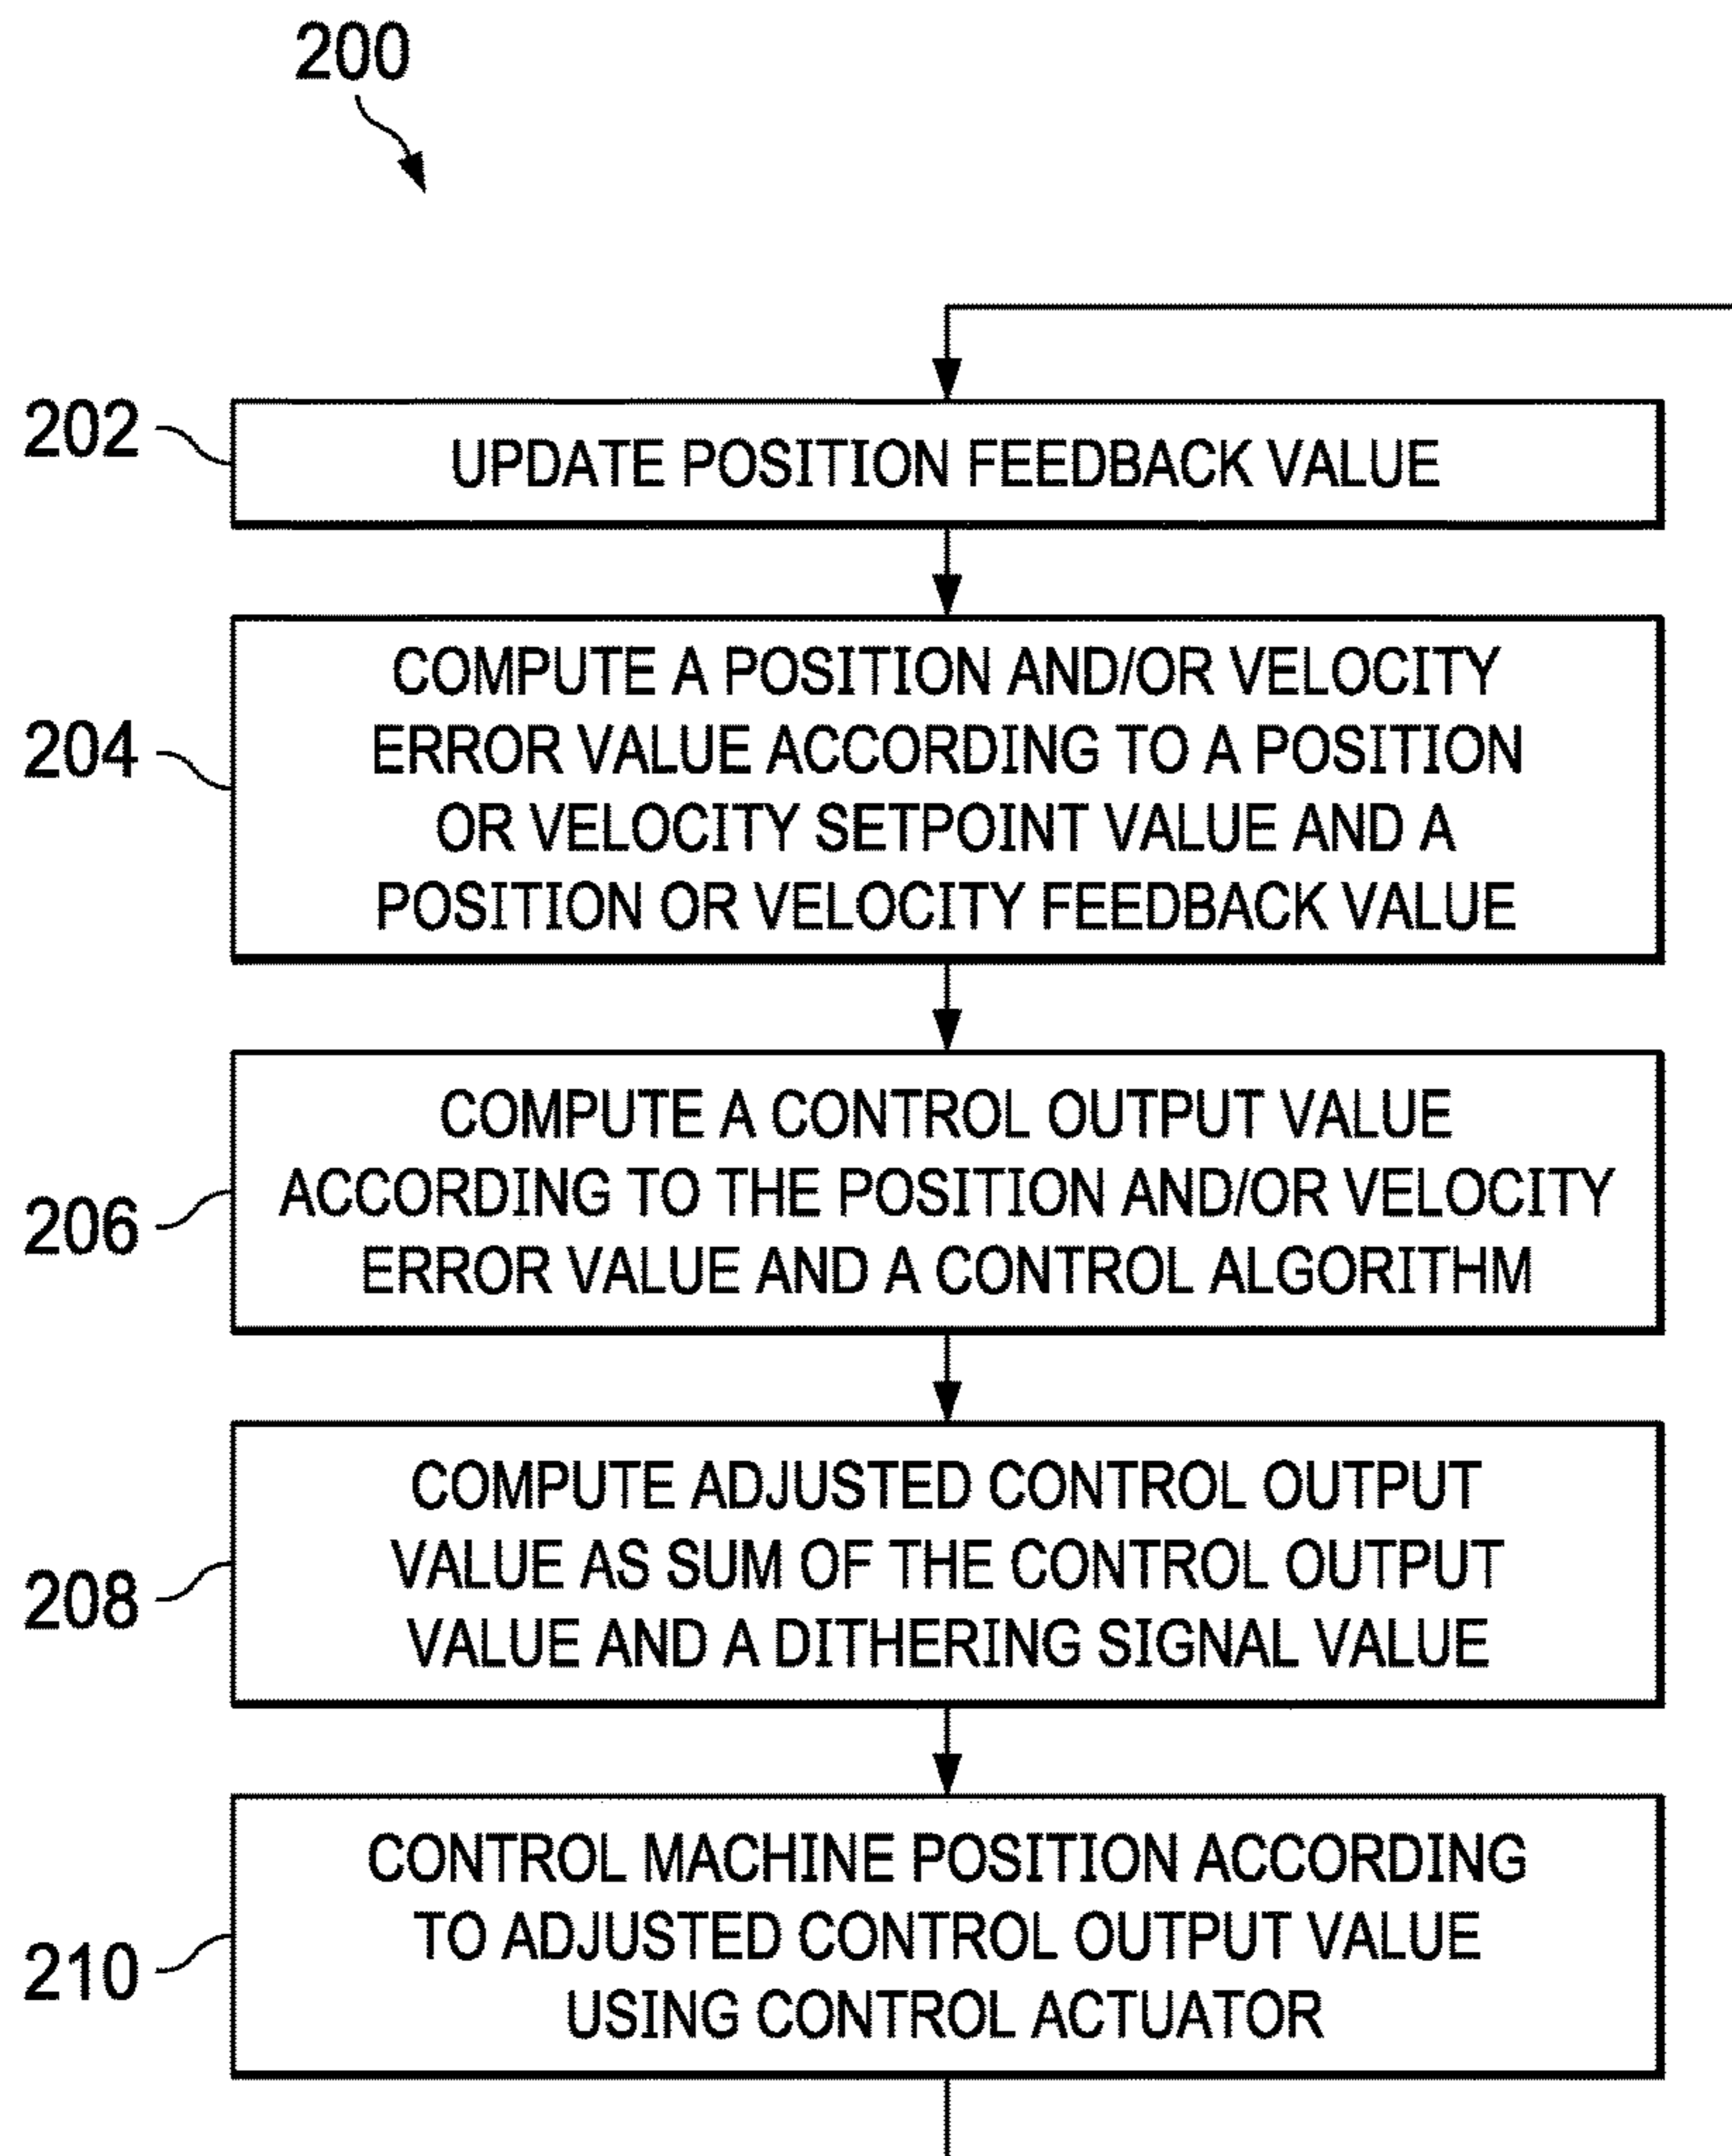 200
202
UPDATE POSITION FEEDBACK VALUE
204
COMPUTE A POSITION AND/OR VELOCITY
ERROR VALUE ACCORDING TO A POSITION
OR VELOCITY SETPOINT VALUE AND A
POSITION OR VELOCITY FEEDBACK VALUE
206
COMPUTE A CONTROL OUTPUT VALUE
ACCORDING TO THE POSITION AND/OR VELOCITY
ERROR VALUE AND A CONTROL ALGORITHM
208
COMPUTE ADJUSTED CONTROL OUTPUT
VALUE AS SUM OF THE CONTROL OUTPUT
VALUE AND A DITHERING SIGNAL VALUE
210
CONTROL MACHINE POSITION ACCORDING
TO ADJUSTED CONTROL OUTPUT VALUE
USING CONTROL ACTUATOR